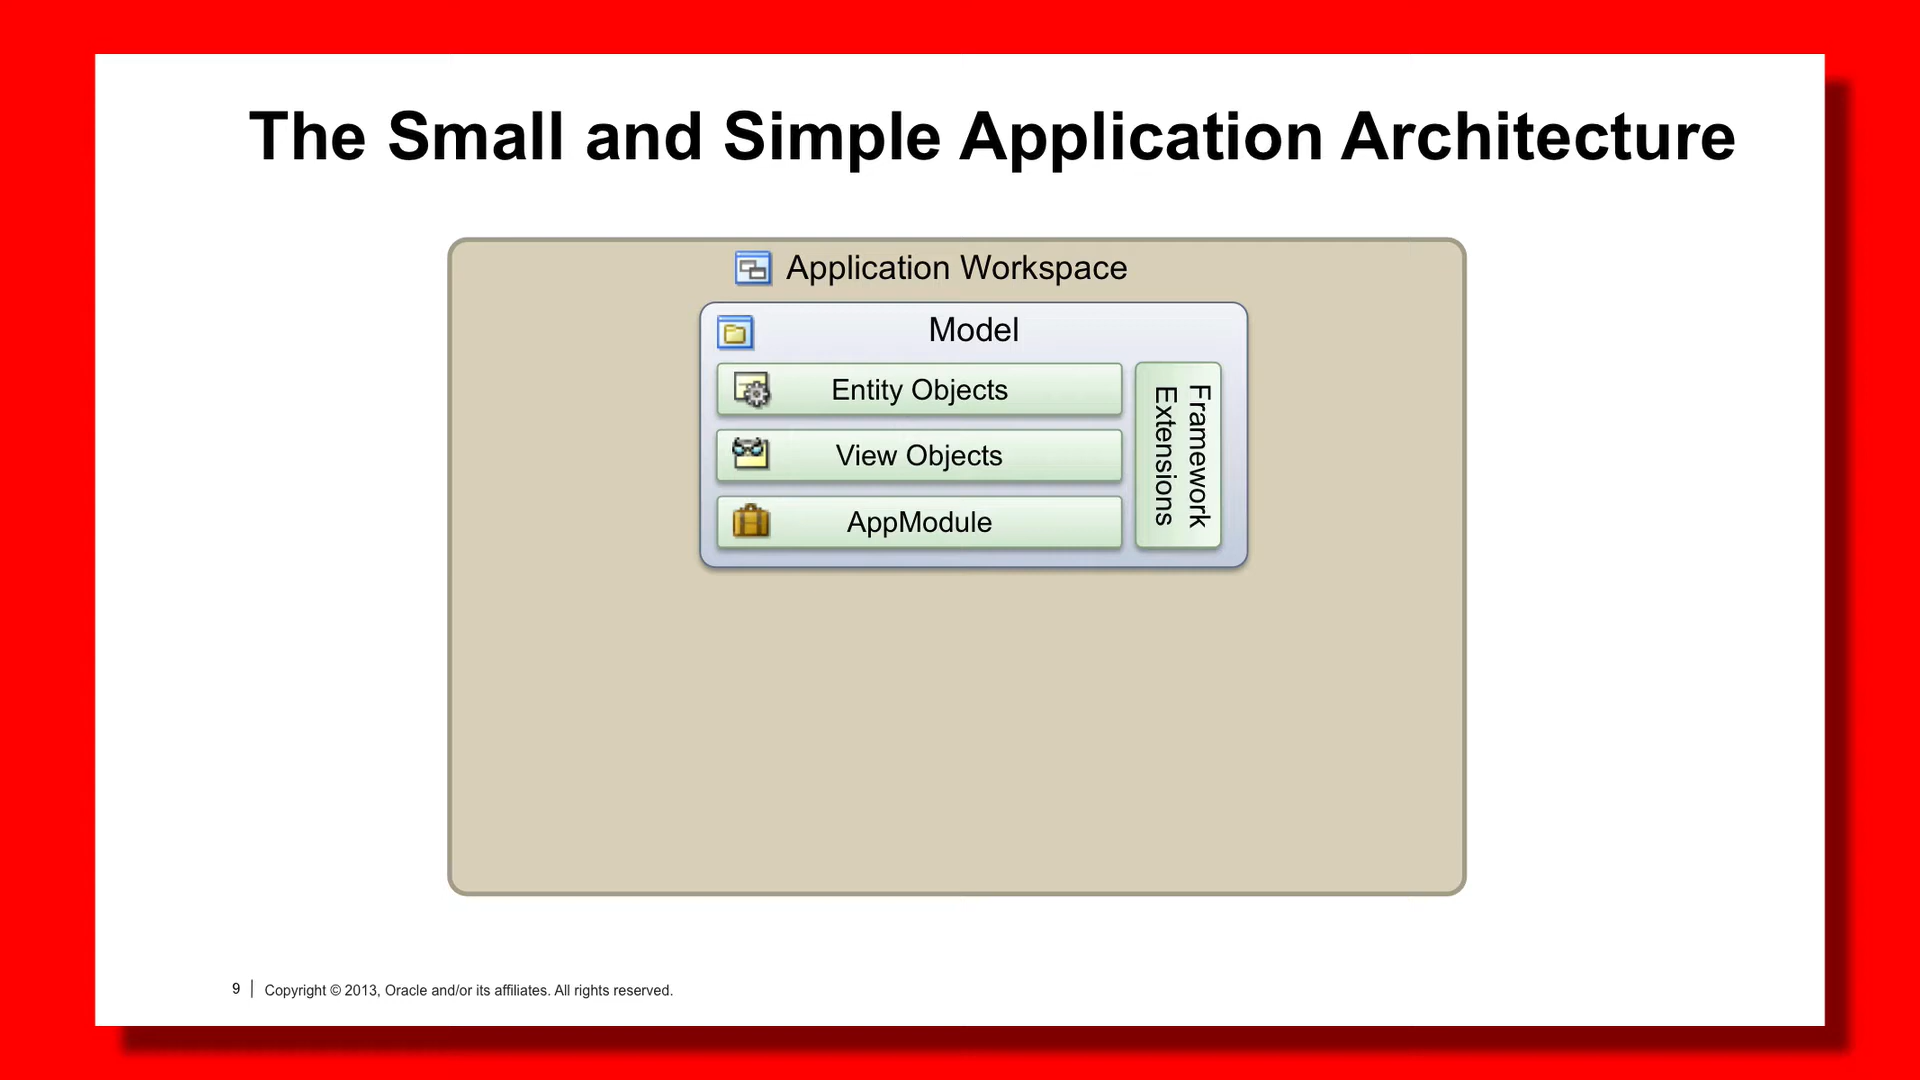 The Small and Simple Application Architecture
Application Workspace
Model
Entity Objects
View Objects
AppModule
Framework
Extensions
9
Copyright © 2013, Oracle and/or its affiliates. All rights reserved.